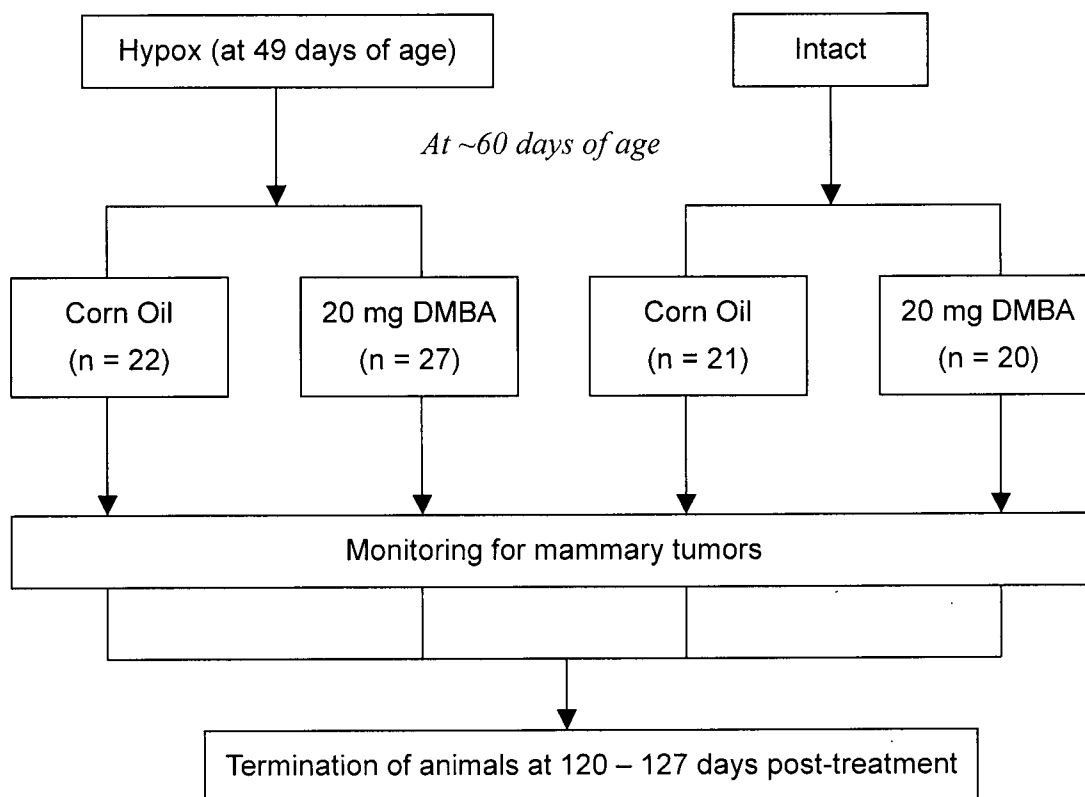 Hypox (at 49 days of age)
Intact
At ~60 days of age
Corn Oil
(n = 22)
20 mg DMBA
(n = 27)
Corn Oil
(n = 21)
20 mg DMBA
(n = 20)
Monitoring for mammary tumors
Termination of animals at 120 – 127 days post-treatment